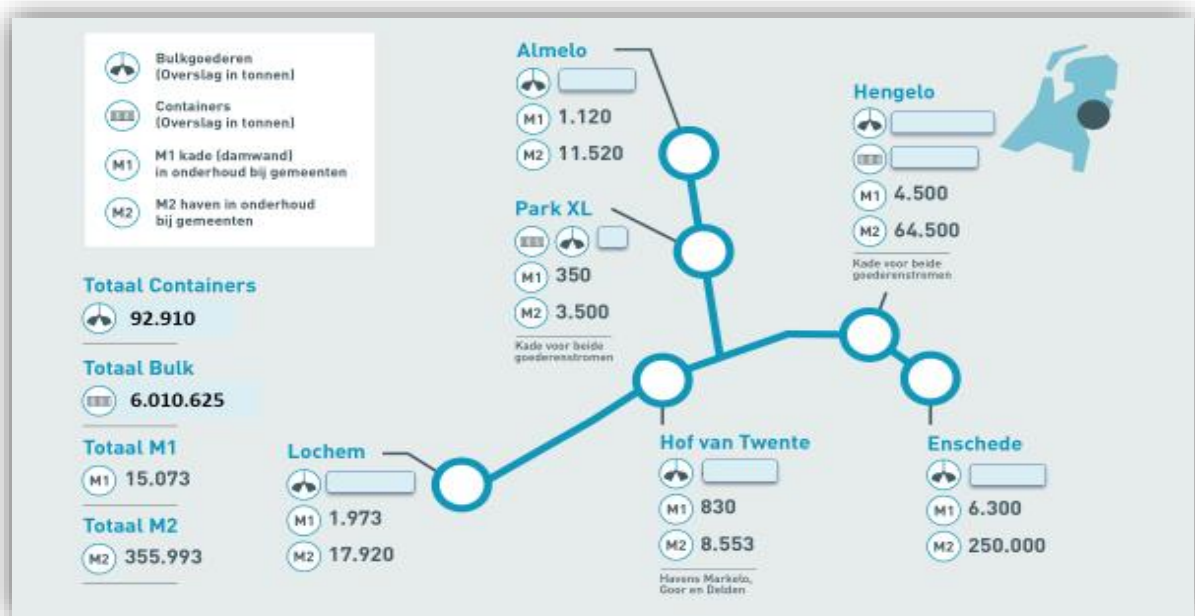 Bulkgoederen
(Overslag in tonnen)
Containers
(Overslag in tonnen)
M1 M1 kade (damwand)
in onderhoud bij gemeenten
M2 M2 haven in onderhoud
bij gemeenten
Totaal Containers
92.910
Totaal Bulk
6.010.625
Totaal M1
M1 15.073
Totaal M2
M2 355.993
Almelo
M1 1.120
M2 11.520
Park XL
M1 350
M2 3.500
Kade voor beide
goederenstromen
Hengelo
M1 4.500
M2 64.500
Kade voor beide
goederenstromen
Lochem
M1 1.973
M2 17.920
Hof van Twente
M1 830
M2 8.553
Havens Markelo,
Goor en Delden
Enschede
M1 6.300
M2 250.000